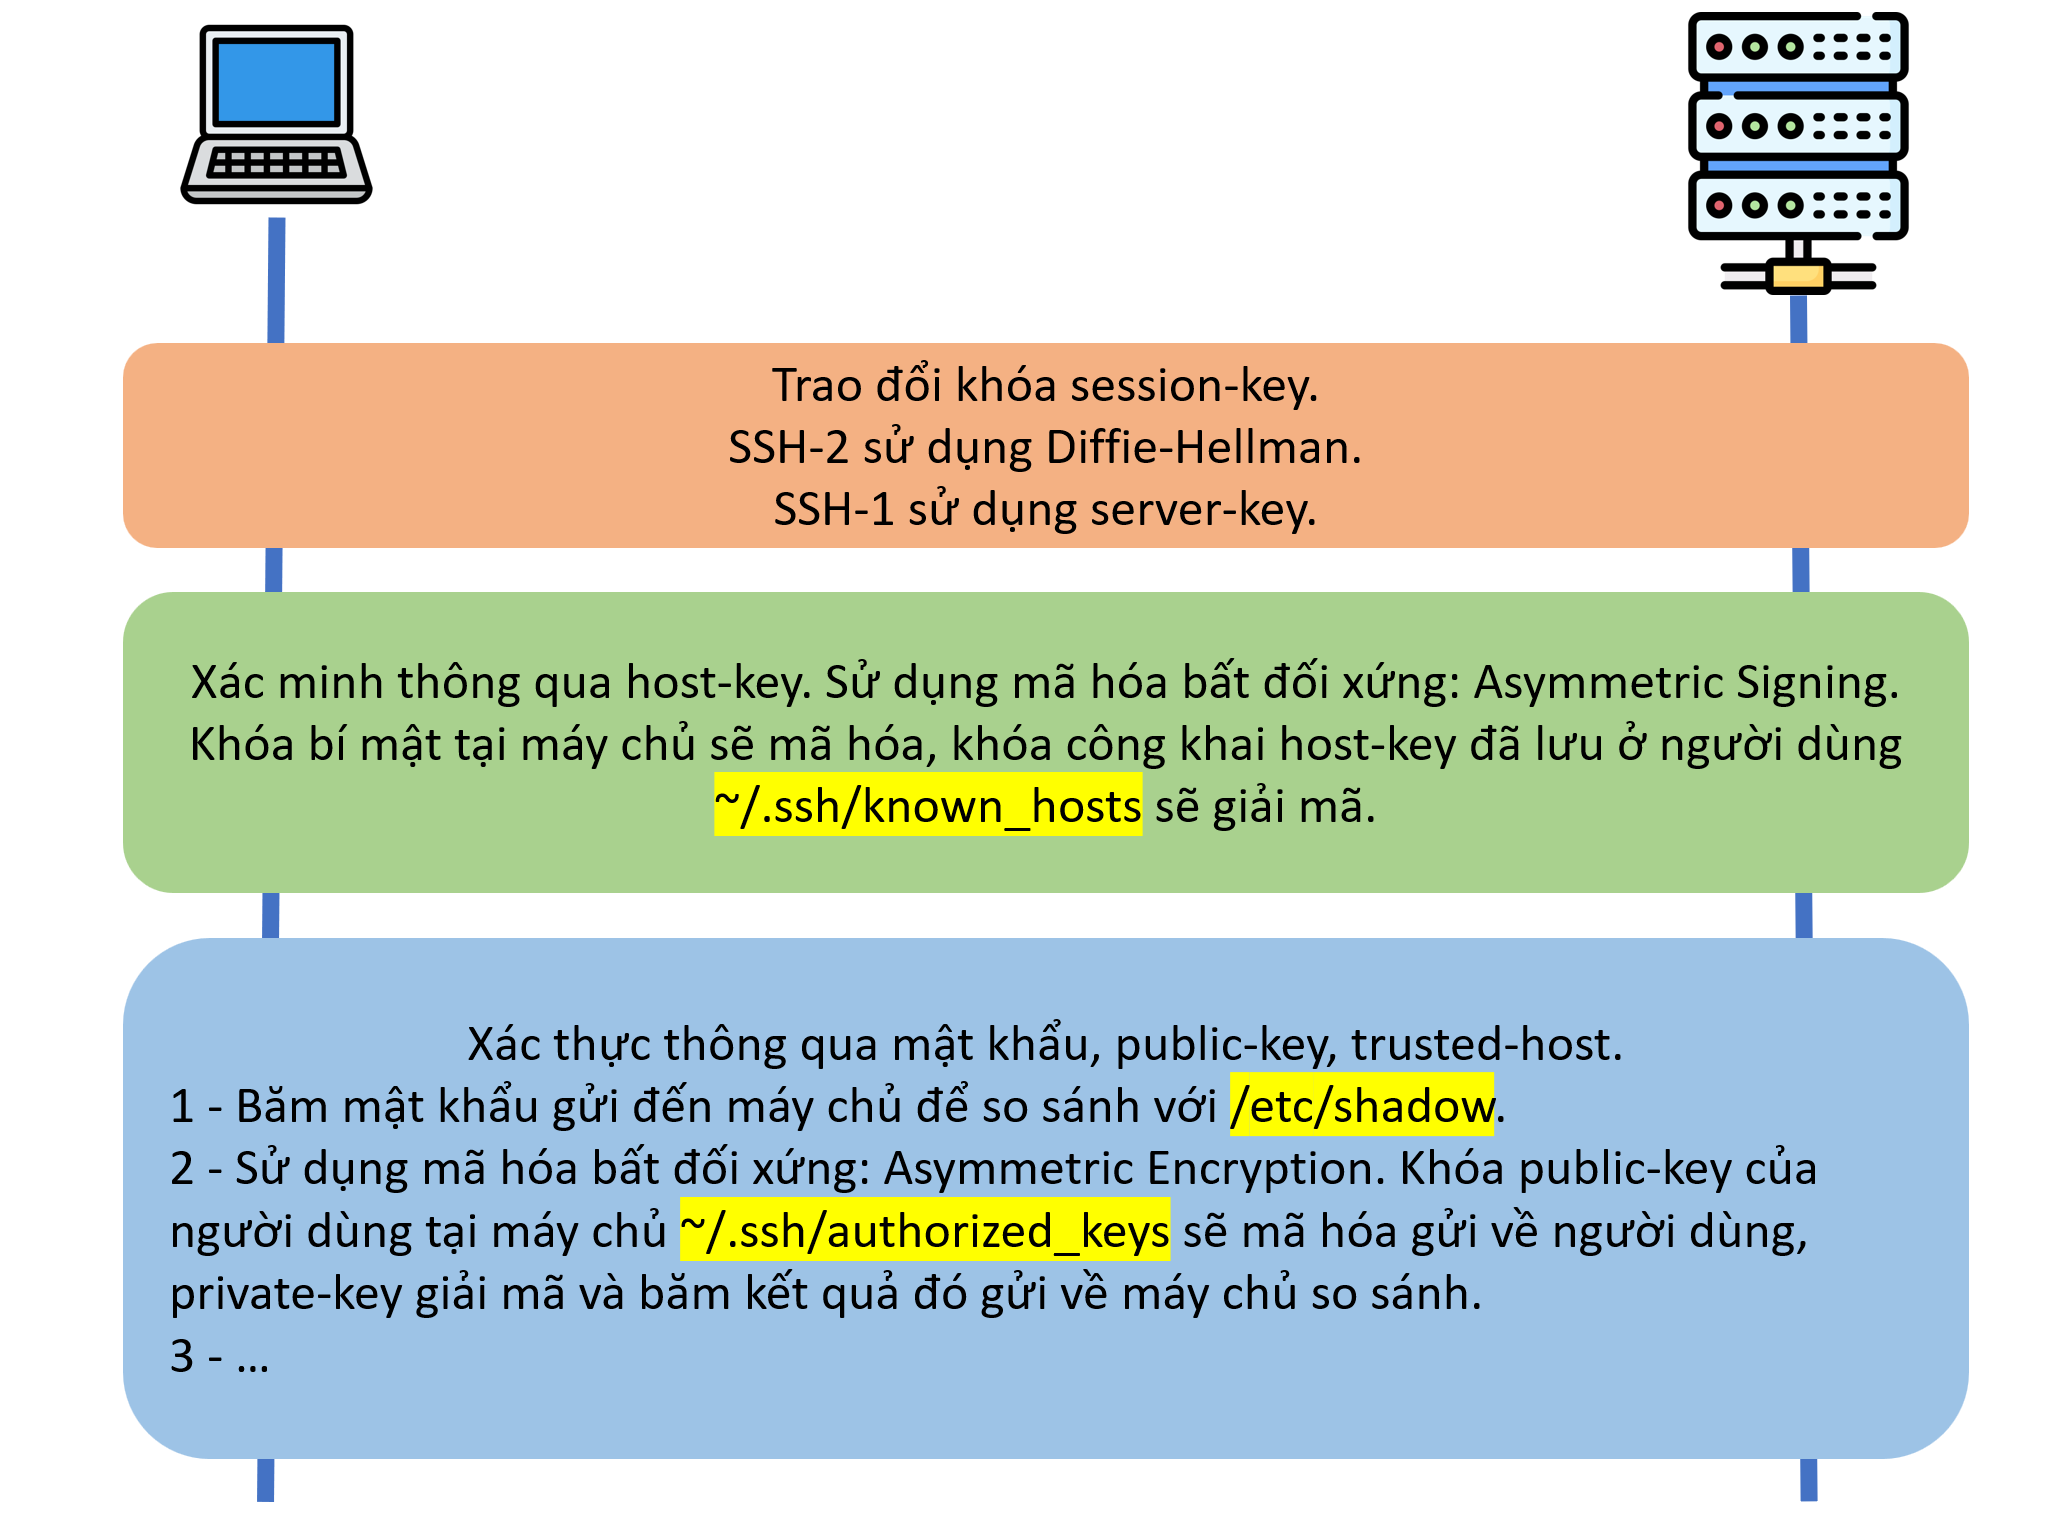 Trao đổi khóa session-key.
SSH-2 sử dụng Diffie-Hellman.
SSH-1 sử dụng server-key.
Xác minh thông qua host-key. Sử dụng mã hóa bất đối xứng: Asymmetric Signing.
Khóa bí mật tại máy chủ sẽ mã hóa, khóa công khai host-key đã lưu ở người dùng
~/.ssh/known_hosts sẽ giải mã.
Xác thực thông qua mật khẩu, public-key, trusted-host.
1 - Băm mật khẩu gửi đến máy chủ để so sánh với /etc/shadow.
2 - Sử dụng mã hóa bất đối xứng: Asymmetric Encryption. Khóa public-key của
người dùng tại máy chủ ~/.ssh/authorized_keys sẽ mã hóa gửi về người dùng,
private-key giải mã và băm kết quả đó gửi về máy chủ so sánh.
3 - ...